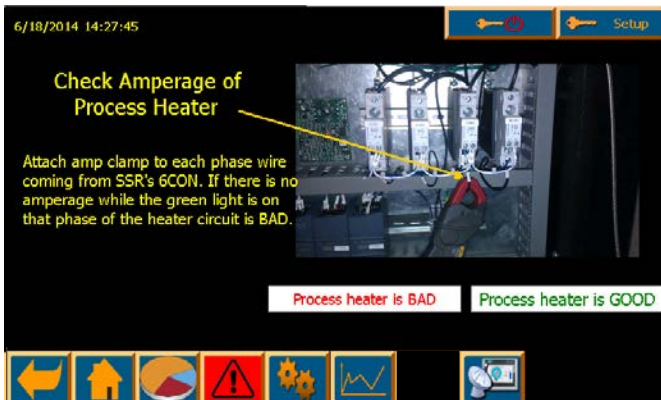 6/18/2014 14:27:45
Setup
Check Amperage of
Process Heater
Attach amp clamp to each phase wire
coming from SSR's 6CON. If there is no
amperage while the green light is on
that phase of the heater circuit is BAD.
Process heater is BAD
Process heater is GOOD